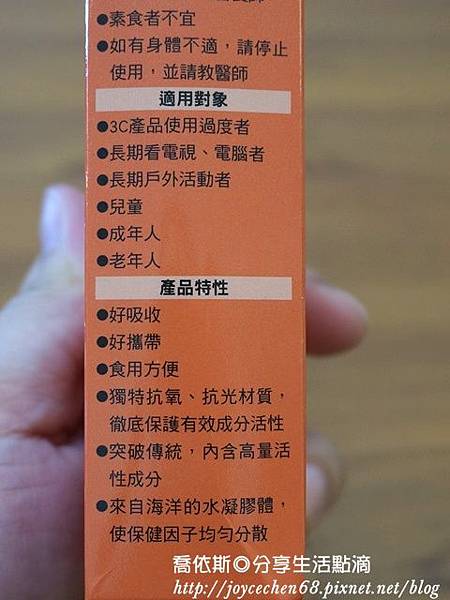 ●素食者不宜
●如有身體不適，請停止
使用，並請教醫師
適用對象
●3C產品使用過度者
●長期看電視、電腦者
●長期戶外活動者
●兒童
●成年人
●老年人
產品特性
●好吸收
●好攜帶
●食用方便
●獨特抗氧、抗光材質，
徹底保護有效成分活性
●突破傳統，內含高量活
性成分
●來自海洋的水凝膠體，
使保健因子均勻分散
喬依斯◎分享生活點滴
http://joycechen68.pixnet.net/blog